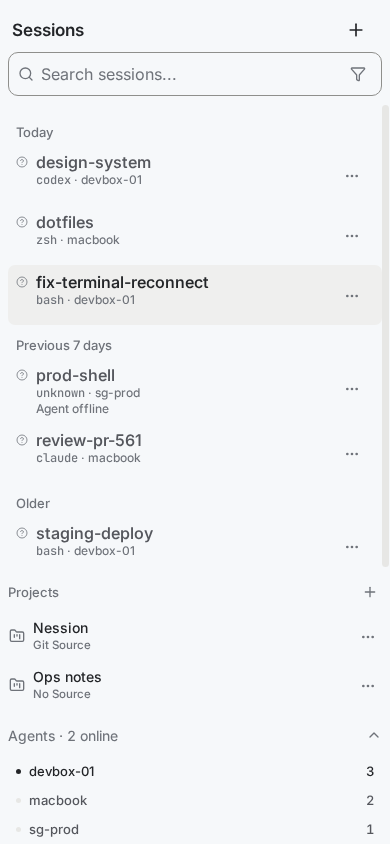 Sessions
Search sessions...
Today
design-system
codex · devbox-01
dotfiles
zsh · macbook
fix-terminal-reconnect
bash · devbox-01
Previous 7 days
prod-shell
unknown · sg-prod
Agent offline
review-pr-561
claude · macbook
Older
staging-deploy
bash · devbox-01
Projects
Nession
Git Source
Ops notes
No Source
Agents · 2 online
devbox-01 3
macbook 2
sg-prod 1